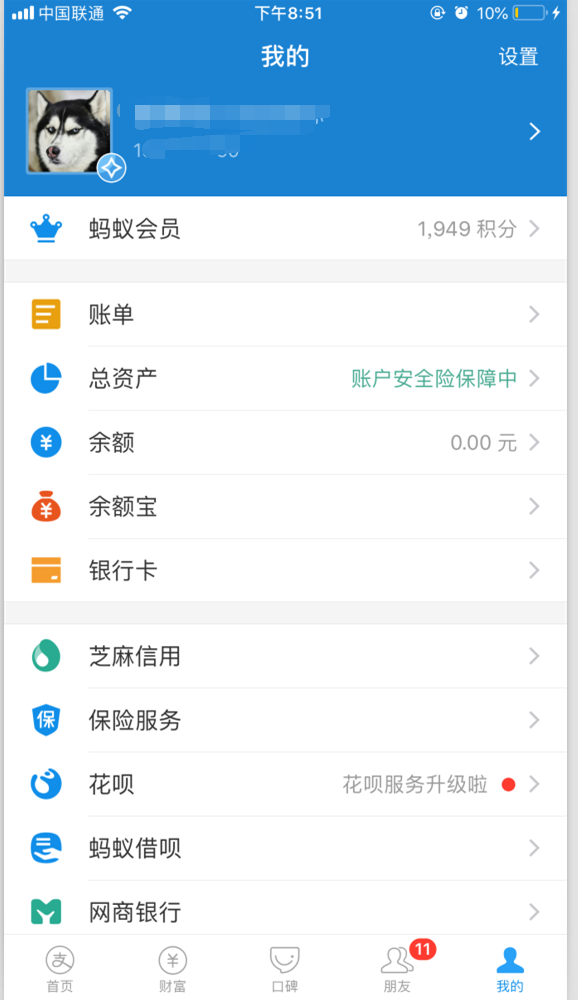 中国联通 下午8:51 10%
我的 设置
蚂蚁会员 1,949 积分
账单
总资产 账户安全险保障中
¥ 余额 0.00 元
¥ 余额宝
银行卡
芝麻信用
保 保险服务
花呗 花呗服务升级啦
蚂蚁借呗
网商银行
支 ¥ 11
首页 财富 口碑 朋友 我的